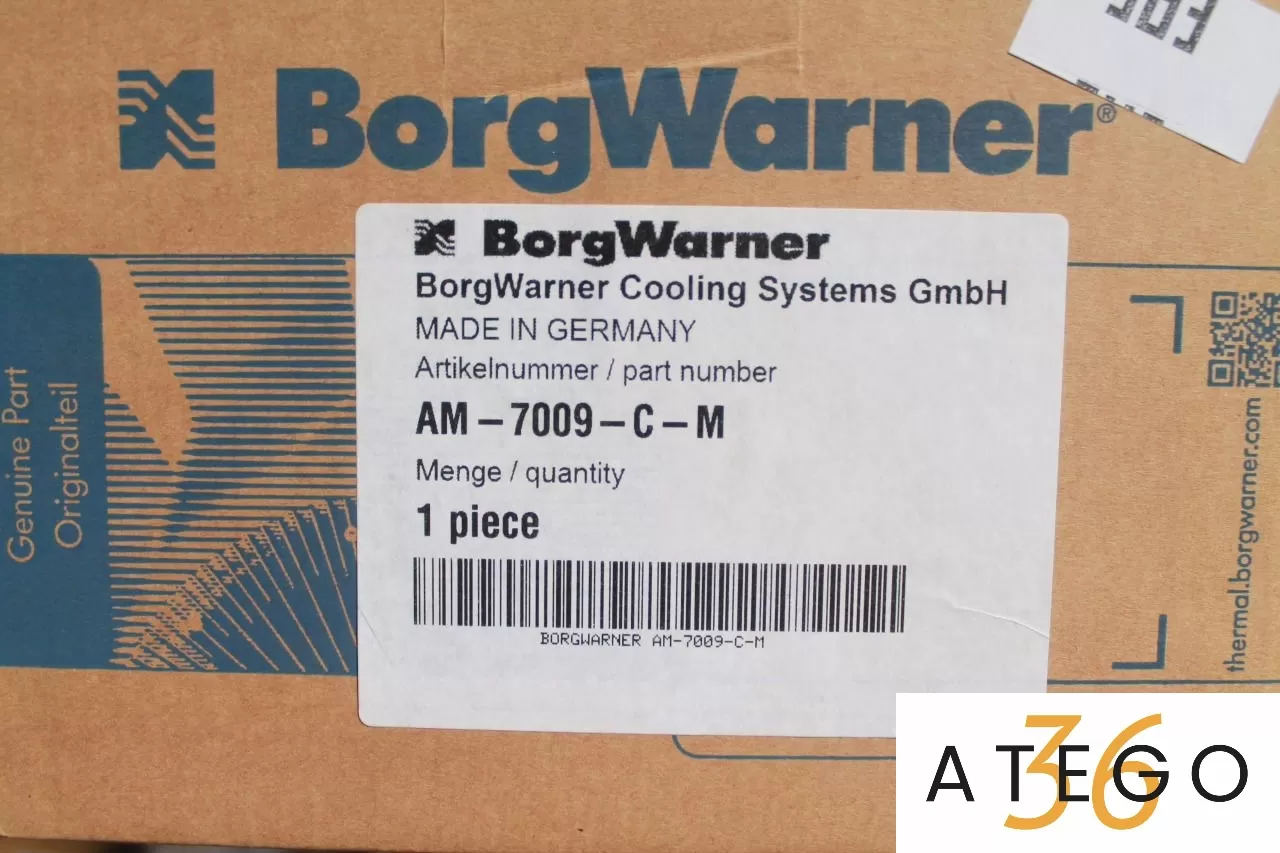 BorgWarner®
BorgWarner
BorgWarner Cooling Systems GmbH
MADE IN GERMANY
Artikelnummer / part number
AM-7009-C-M
Menge / quantity
1 piece
BORGWARNER AM-7009-C-M
Genuine Part
Originalteil
thermal.borgwarner.com
ATEGO
36